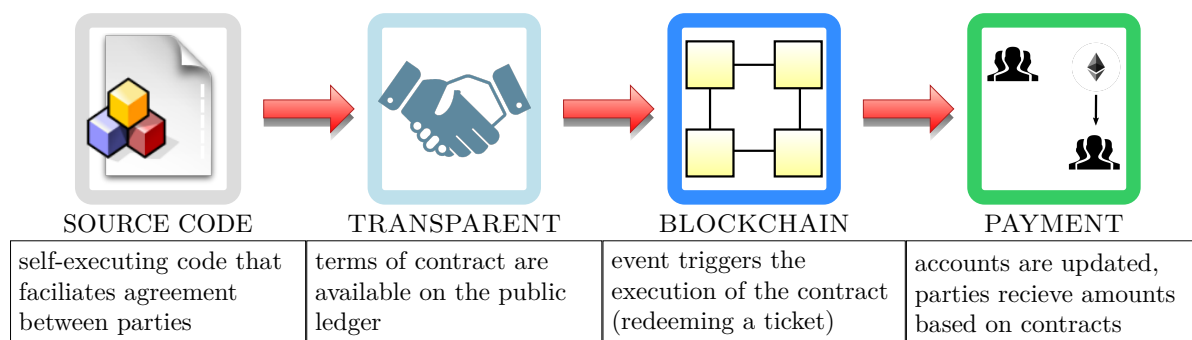 SOURCE CODE
TRANSPARENT
BLOCKCHAIN
PAYMENT
self-executing code that
faciliates agreement
between parties
terms of contract are
available on the public
ledger
event triggers the
execution of the contract
(redeeming a ticket)
accounts are updated,
parties recieve amounts
based on contracts